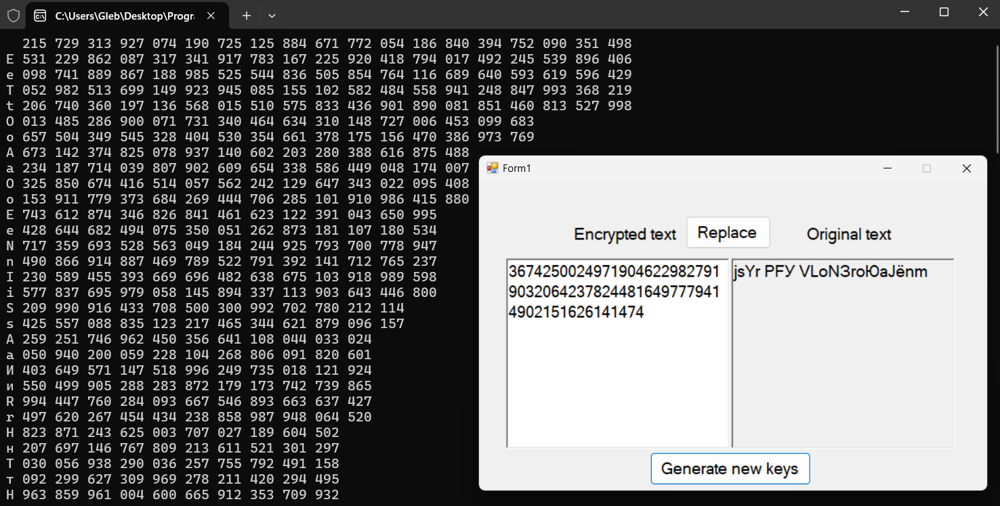 C:\Users\Gleb\Desktop\Progra
215 729 313 927 074 190 725 125 884 671 772 054 186 840 394 752 090 351 498
E 531 229 862 087 317 341 917 783 167 225 920 418 794 017 492 245 539 896 406
e 098 741 889 867 188 985 525 544 836 505 854 764 116 689 640 593 619 596 429
T 052 982 513 699 149 923 945 085 155 102 582 484 558 941 248 847 993 368 219
t 206 740 360 197 136 568 015 510 575 833 436 901 890 081 851 460 813 527 998
О 013 485 286 900 071 731 340 464 634 310 148 727 006 453 099 683
о 657 504 349 545 328 404 530 354 661 378 175 156 470 386 973 769
A 673 142 374 825 078 937 140 602 203 280 388 616 875 488
a 234 187 714 039 807 902 609 654 338 586 449 048 174 007
O 325 850 674 416 514 057 562 242 129 647 343 022 095 408
o 153 911 779 373 684 269 444 706 285 101 910 986 415 880
Е 743 612 874 346 826 841 461 623 122 391 043 650 995
е 428 644 682 494 075 350 051 262 873 181 107 180 534
N 717 359 693 528 563 049 184 244 925 793 700 778 947
n 490 866 914 887 469 789 522 791 392 141 712 765 237
I 230 589 455 393 669 696 482 638 675 103 918 989 598
i 577 837 695 979 058 145 894 337 113 903 643 446 800
S 209 990 916 433 708 500 300 992 702 780 212 114
s 425 557 088 835 123 217 465 344 621 879 096 157
А 259 251 746 962 450 356 641 108 044 033 024
а 050 940 200 059 228 104 268 806 091 820 601
И 403 649 571 147 518 996 249 735 018 121 924
и 550 499 905 288 283 872 179 173 742 739 865
R 994 447 760 284 093 667 546 893 663 637 427
r 497 620 267 454 434 238 858 987 948 064 520
Н 823 871 243 625 003 707 027 189 604 502
н 207 697 146 767 809 213 611 521 301 297
Т 030 056 938 290 036 257 755 792 491 158
т 092 299 627 309 969 278 211 420 294 495
H 963 859 961 004 600 665 912 353 709 932
Form1
Encrypted text
Replace
Original text
3674250024971904622982791
90320642378244816497779​41
4902151626141474
jsYr PFУ VLoNЗroЮaJёnm
Generate new keys